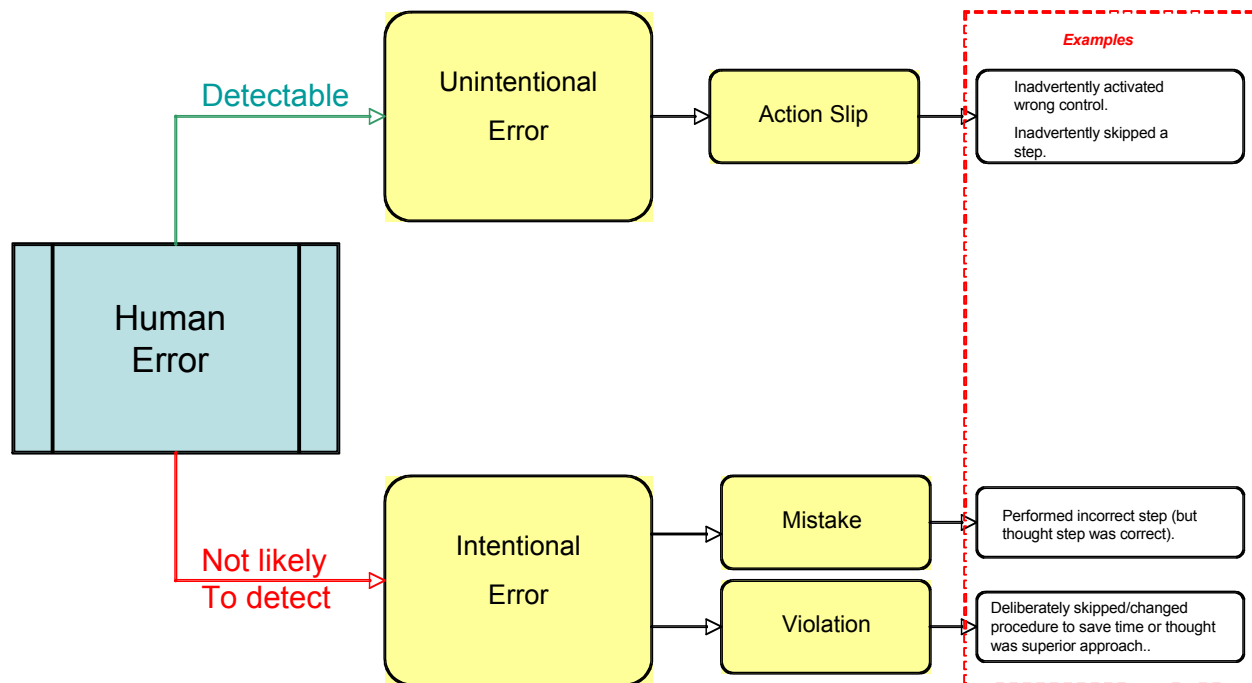 Examples
Detectable
Unintentional
Error
Action Slip
Inadvertently activated
wrong control.
Inadvertently skipped a
step.
Human
Error
Not likely
To detect
Intentional
Error
Mistake
Performed incorrect step (but
thought step was correct).
Violation
Deliberately skipped/changed
procedure to save time or thought
was superior approach..